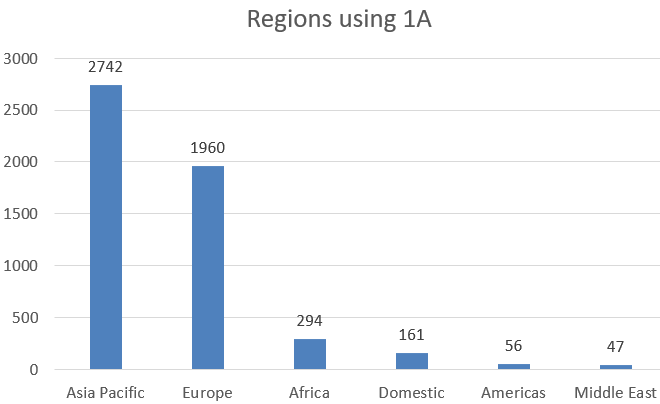 Regions using 1A
3000
2500
2000
1500
1000
500
0
2742
1960
294
161
56
47
Asia Pacific
Europe
Africa
Domestic
Americas
Middle East